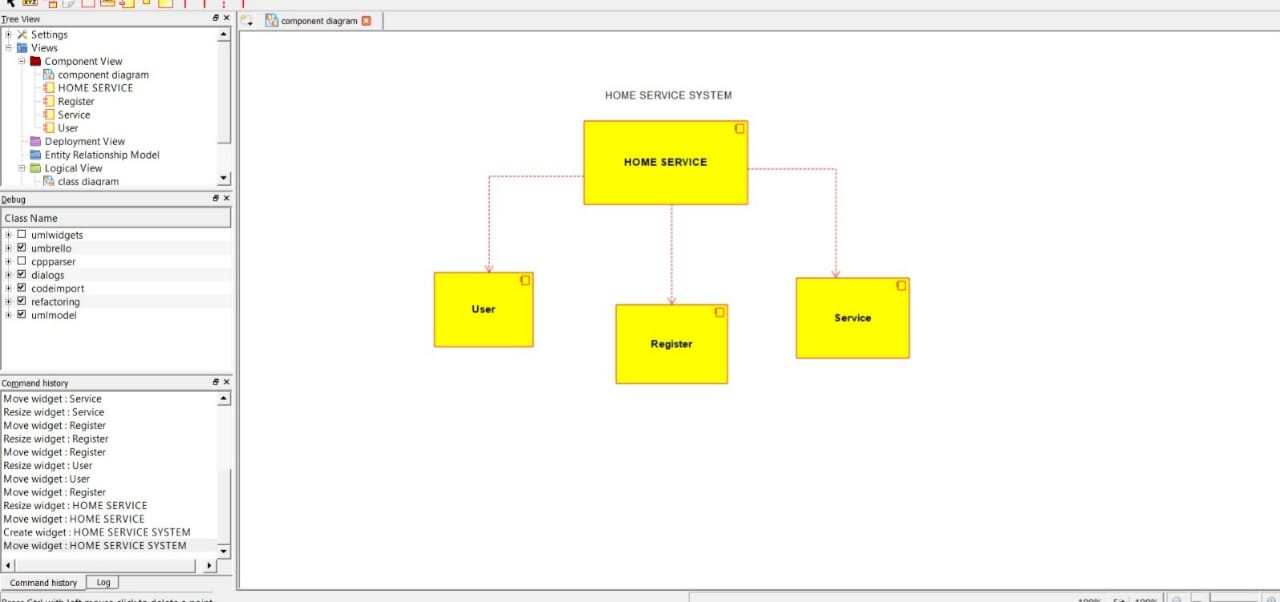 Tree View
component diagram
Settings
Views
Component View
component diagram
HOME SERVICE
Register
Service
User
Deployment View
Entity Relationship Model
Logical View
class diagram
Debug
Class Name
umlwidgets
umbrello
cppparser
dialogs
codeimport
refactoring
umlmodel
Command history
Move widget : Service
Resize widget : Service
Move widget : Register
Resize widget : Register
Move widget : Register
Resize widget : User
Move widget : User
Move widget : Register
Resize widget : HOME SERVICE
Move widget : HOME SERVICE
Create widget : HOME SERVICE SYSTEM
Move widget : HOME SERVICE SYSTEM
Command history Log
HOME SERVICE SYSTEM
HOME SERVICE
User
Register
Service